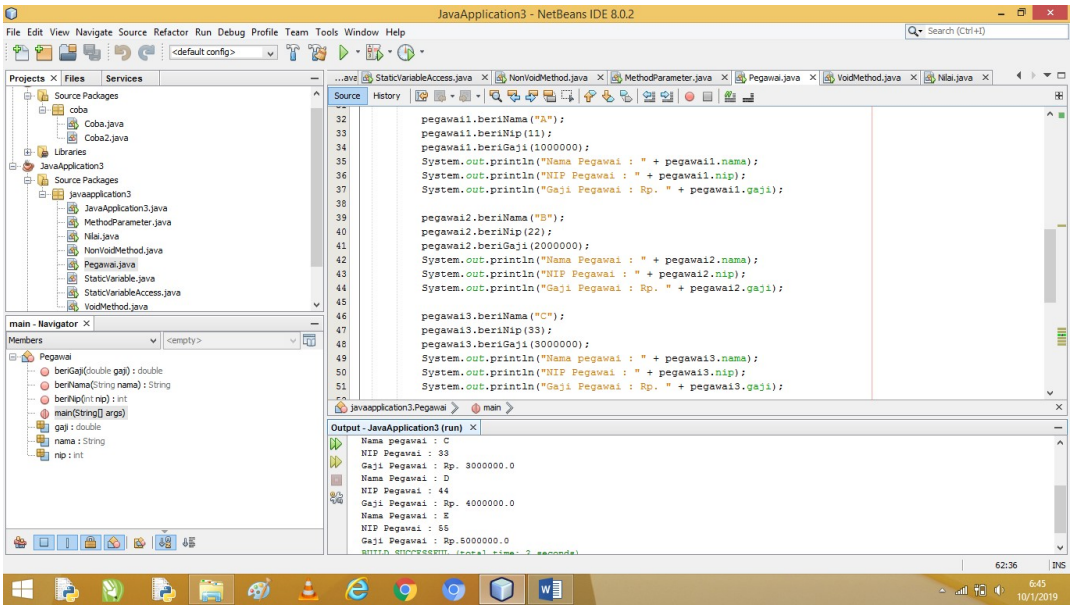 JavaApplication3 - NetBeans IDE 8.0.2
File Edit View Navigate Source Refactor Run Debug Profile Team Tools Window Help
Search (Ctrl+I)
<default config>
Projects Files Services
...ava StaticVariableAccess.java NonVoidMethod.java MethodParameter.java Pegawai.java VoidMethod.java Nilai.java
Source Packages
coba
Coba.java
Coba2.java
Libraries
JavaApplication3
Source Packages
javaapplication3
JavaApplication3.java
MethodParameter.java
Nilai.java
NonVoidMethod.java
Pegawai.java
StaticVariable.java
StaticVariableAccess.java
VoidMethod.java
main - Navigator
Members <empty>
Pegawai
beriGaji(double gaji) : double
beriNama(String nama) : String
beriNip(int nip) : int
main(String[] args)
gaji : double
nama : String
nip : int
Source History
32 pegawai1.beriNama("A");
33 pegawai1.beriNip(11);
34 pegawai1.beriGaji(1000000);
35 System.out.println("Nama Pegawai : " + pegawai1.nama);
36 System.out.println("NIP Pegawai : " + pegawai1.nip);
37 System.out.println("Gaji Pegawai : Rp. " + pegawai1.gaji);
38
39 pegawai2.beriNama("B");
40 pegawai2.beriNip(22);
41 pegawai2.beriGaji(2000000);
42 System.out.println("Nama Pegawai : " + pegawai2.nama);
43 System.out.println("NIP Pegawai : " + pegawai2.nip);
44 System.out.println("Gaji Pegawai : Rp. " + pegawai2.gaji);
45
46 pegawai3.beriNama("C");
47 pegawai3.beriNip(33);
48 pegawai3.beriGaji(3000000);
49 System.out.println("Nama pegawai : " + pegawai3.nama);
50 System.out.println("NIP Pegawai : " + pegawai3.nip);
51 System.out.println("Gaji Pegawai : Rp. " + pegawai3.gaji);
javaapplication3.Pegawai main
Output - JavaApplication3 (run)
Nama pegawai : C
NIP Pegawai : 33
Gaji Pegawai : Rp. 3000000.0
Nama Pegawai : D
NIP Pegawai : 44
Gaji Pegawai : Rp. 4000000.0
Nama Pegawai : E
NIP Pegawai : 55
Gaji Pegawai : Rp.5000000.0
BUILD SUCCESSFUL (total time: 3 seconds)
62:36 INS
6:45
10/1/2019